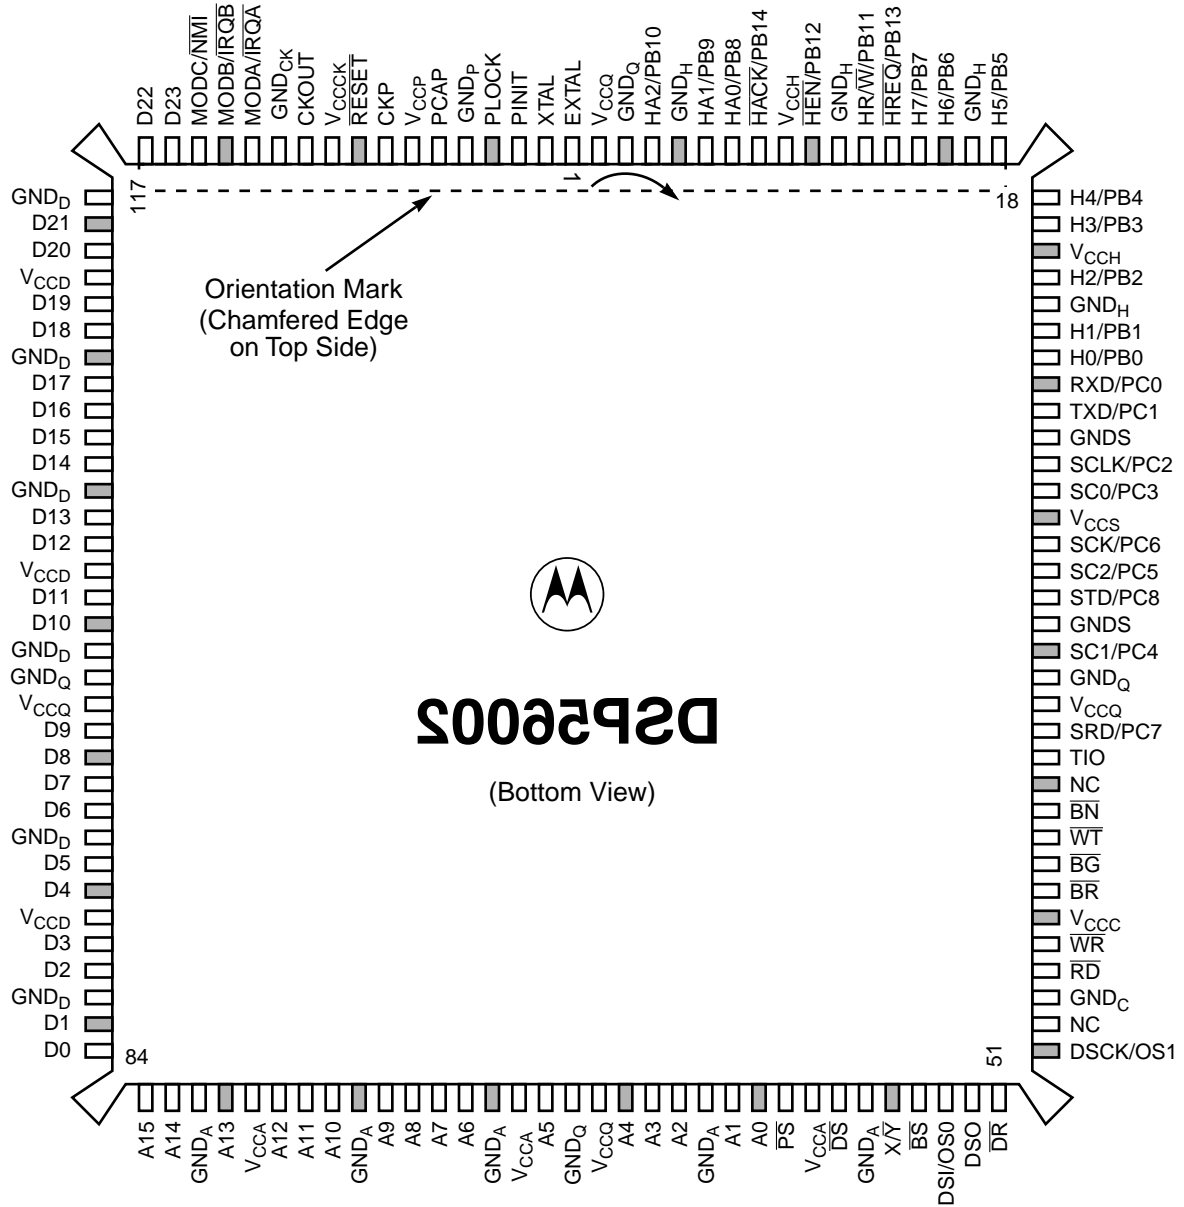 D22
D23
MODC/NMI
MODB/IRQB
MODA/IRQA
GNDCK
CKOUT
VCCCK
RESET
CKP
VCCP
PCAP
GNDP
PLOCK
PINIT
XTAL
EXTAL
VCCQ
GNDQ
HA2/PB10
GNDH
HA1/PB9
HA0/PB8
HACK/PB14
VCCH
HEN/PB12
GNDH
HR/W/PB11
HREQ/PB13
H7/PB7
H6/PB6
GNDH
H5/PB5
117
1
18
GNDD
D21
D20
VCCD
D19
D18
GNDD
D17
D16
D15
D14
GNDD
D13
D12
VCCD
D11
D10
GNDD
GNDQ
VCCQ
D9
D8
D7
D6
GNDD
D5
D4
VCCD
D3
D2
GNDD
D1
D0
Orientation Mark
(Chamfered Edge
on Top Side)
DSP56002
(Bottom View)
H4/PB4
H3/PB3
VCCH
H2/PB2
GNDH
H1/PB1
H0/PB0
RXD/PC0
TXD/PC1
GNDS
SCLK/PC2
SC0/PC3
VCCS
SCK/PC6
SC2/PC5
STD/PC8
GNDS
SC1/PC4
GNDQ
VCCQ
SRD/PC7
TIO
NC
BN
WT
BG
BR
VCCC
WR
RD
GNDC
NC
DSCK/OS1
84
51
A15
A14
GNDA
A13
VCCA
A12
A11
A10
GNDA
A9
A8
A7
A6
GNDA
VCCA
A5
GNDQ
VCCQ
A4
A3
A2
GNDA
A1
A0
PS
VCCA
DS
GNDA
X/Y
BS
DSI/OS0
DSO
DR